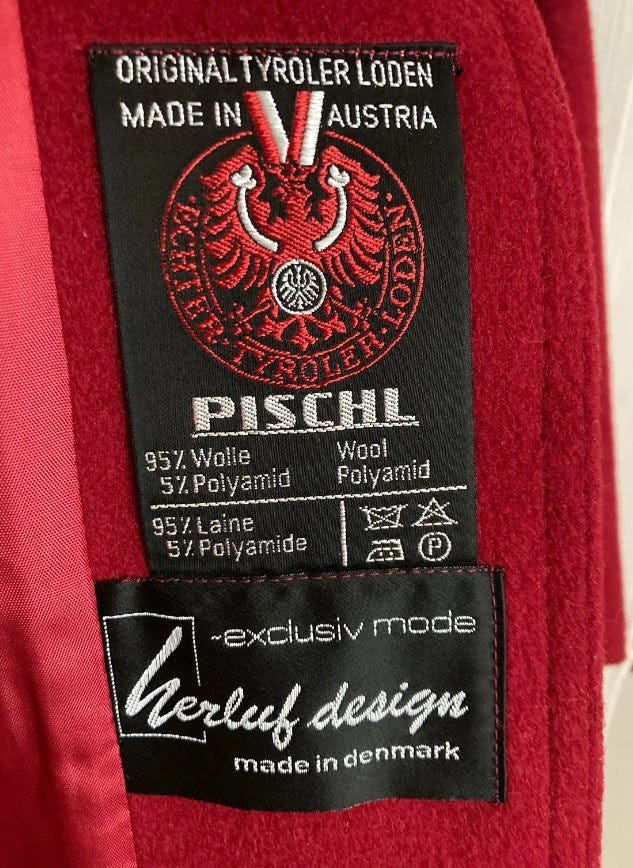 ORIGINAL TYROLER LODEN
MADE IN AUSTRIA
· ECHTER · TYROLER · LODEN ·
PISCHL
95% Wolle Wool
5% Polyamid Polyamid
95% Laine
5% Polyamide
P
-exclusiv mode
herluf design
made in denmark